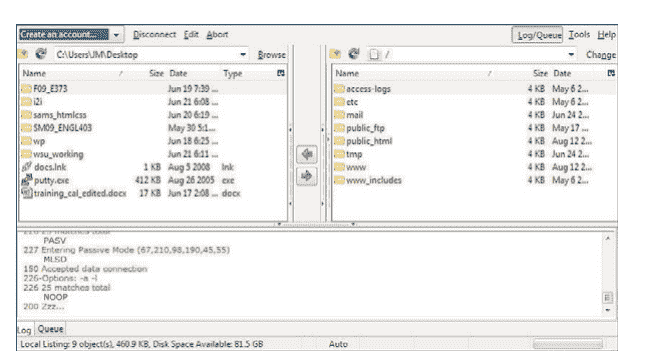 Create an account... Disconnect Edit Abort Log/Queue Tools Help
C:\Users\JM\Desktop Browse / Change
Name / Size Date Type Name / Size Date
F09_E373 Jun 19 7:39 ... access-logs 4 KB May 6 2...
i2i Jun 21 6:08 ... etc 4 KB May 6 2...
sams_htmlcss Jun 20 6:19 ... mail 4 KB Jun 24 2...
SM09_ENGL403 May 30 5:1... public_ftp 4 KB May 17 ...
wp Jun 18 6:25 ... public_html 4 KB Aug 12 2...
wsu_working Jun 21 6:11 ... tmp 4 KB Jun 24 2...
docs.lnk 1 KB Aug 5 2008 lnk www 4 KB Aug 12 2...
putty.exe 412 KB Aug 26 2005 exe www_includes 4 KB May 6 2...
training_cal_edited.docx 17 KB Jun 17 2:08 ... docx
226 25 matches total
PASV
227 Entering Passive Mode (67,210,98,190,45,55)
MLSD
150 Accepted data connection
226-Options: -a -l
226 25 matches total
NOOP
200 Zzz...
Log Queue
Local Listing: 9 object(s), 460.9 KB, Disk Space Available: 81.5 GB Auto